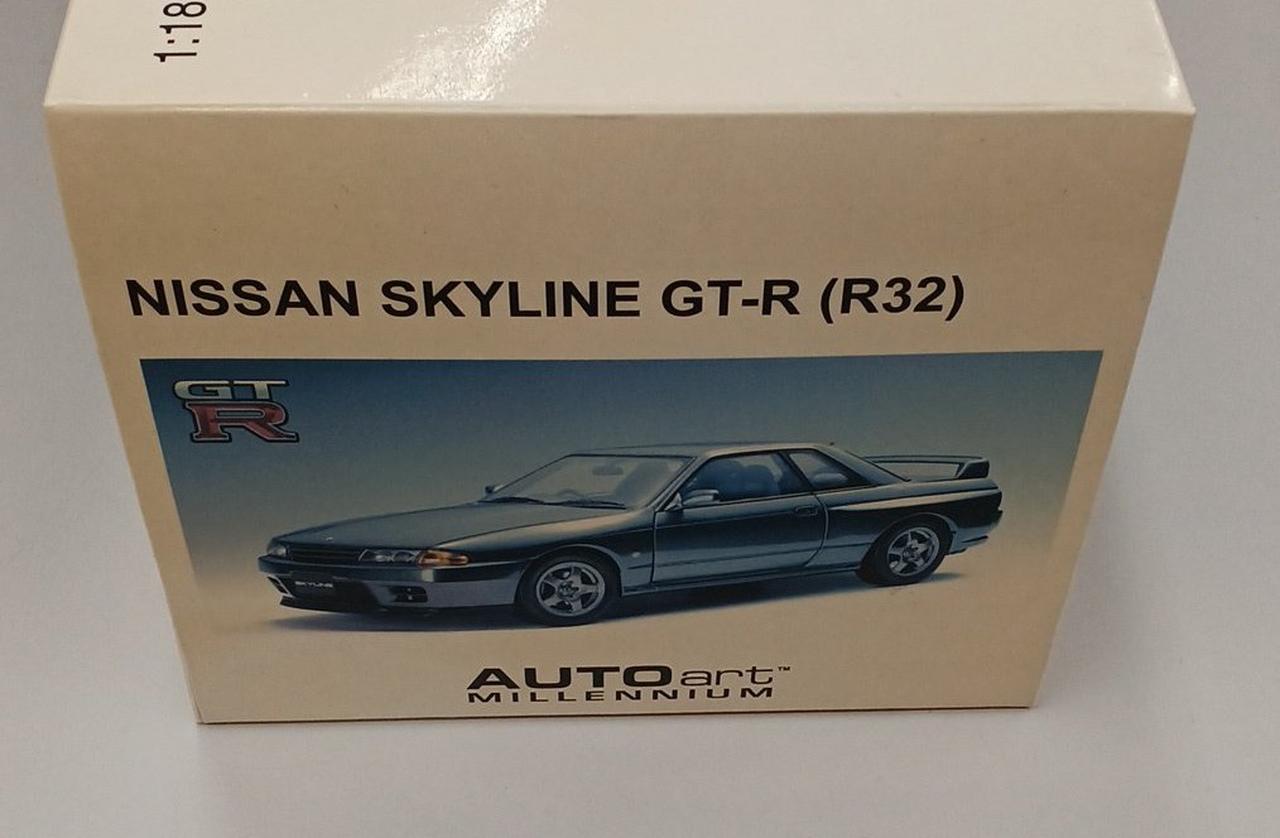 1:18
NISSAN SKYLINE GT-R (R32)
GT
R
SKYLINE
AUTOart™
MILLENNIUM